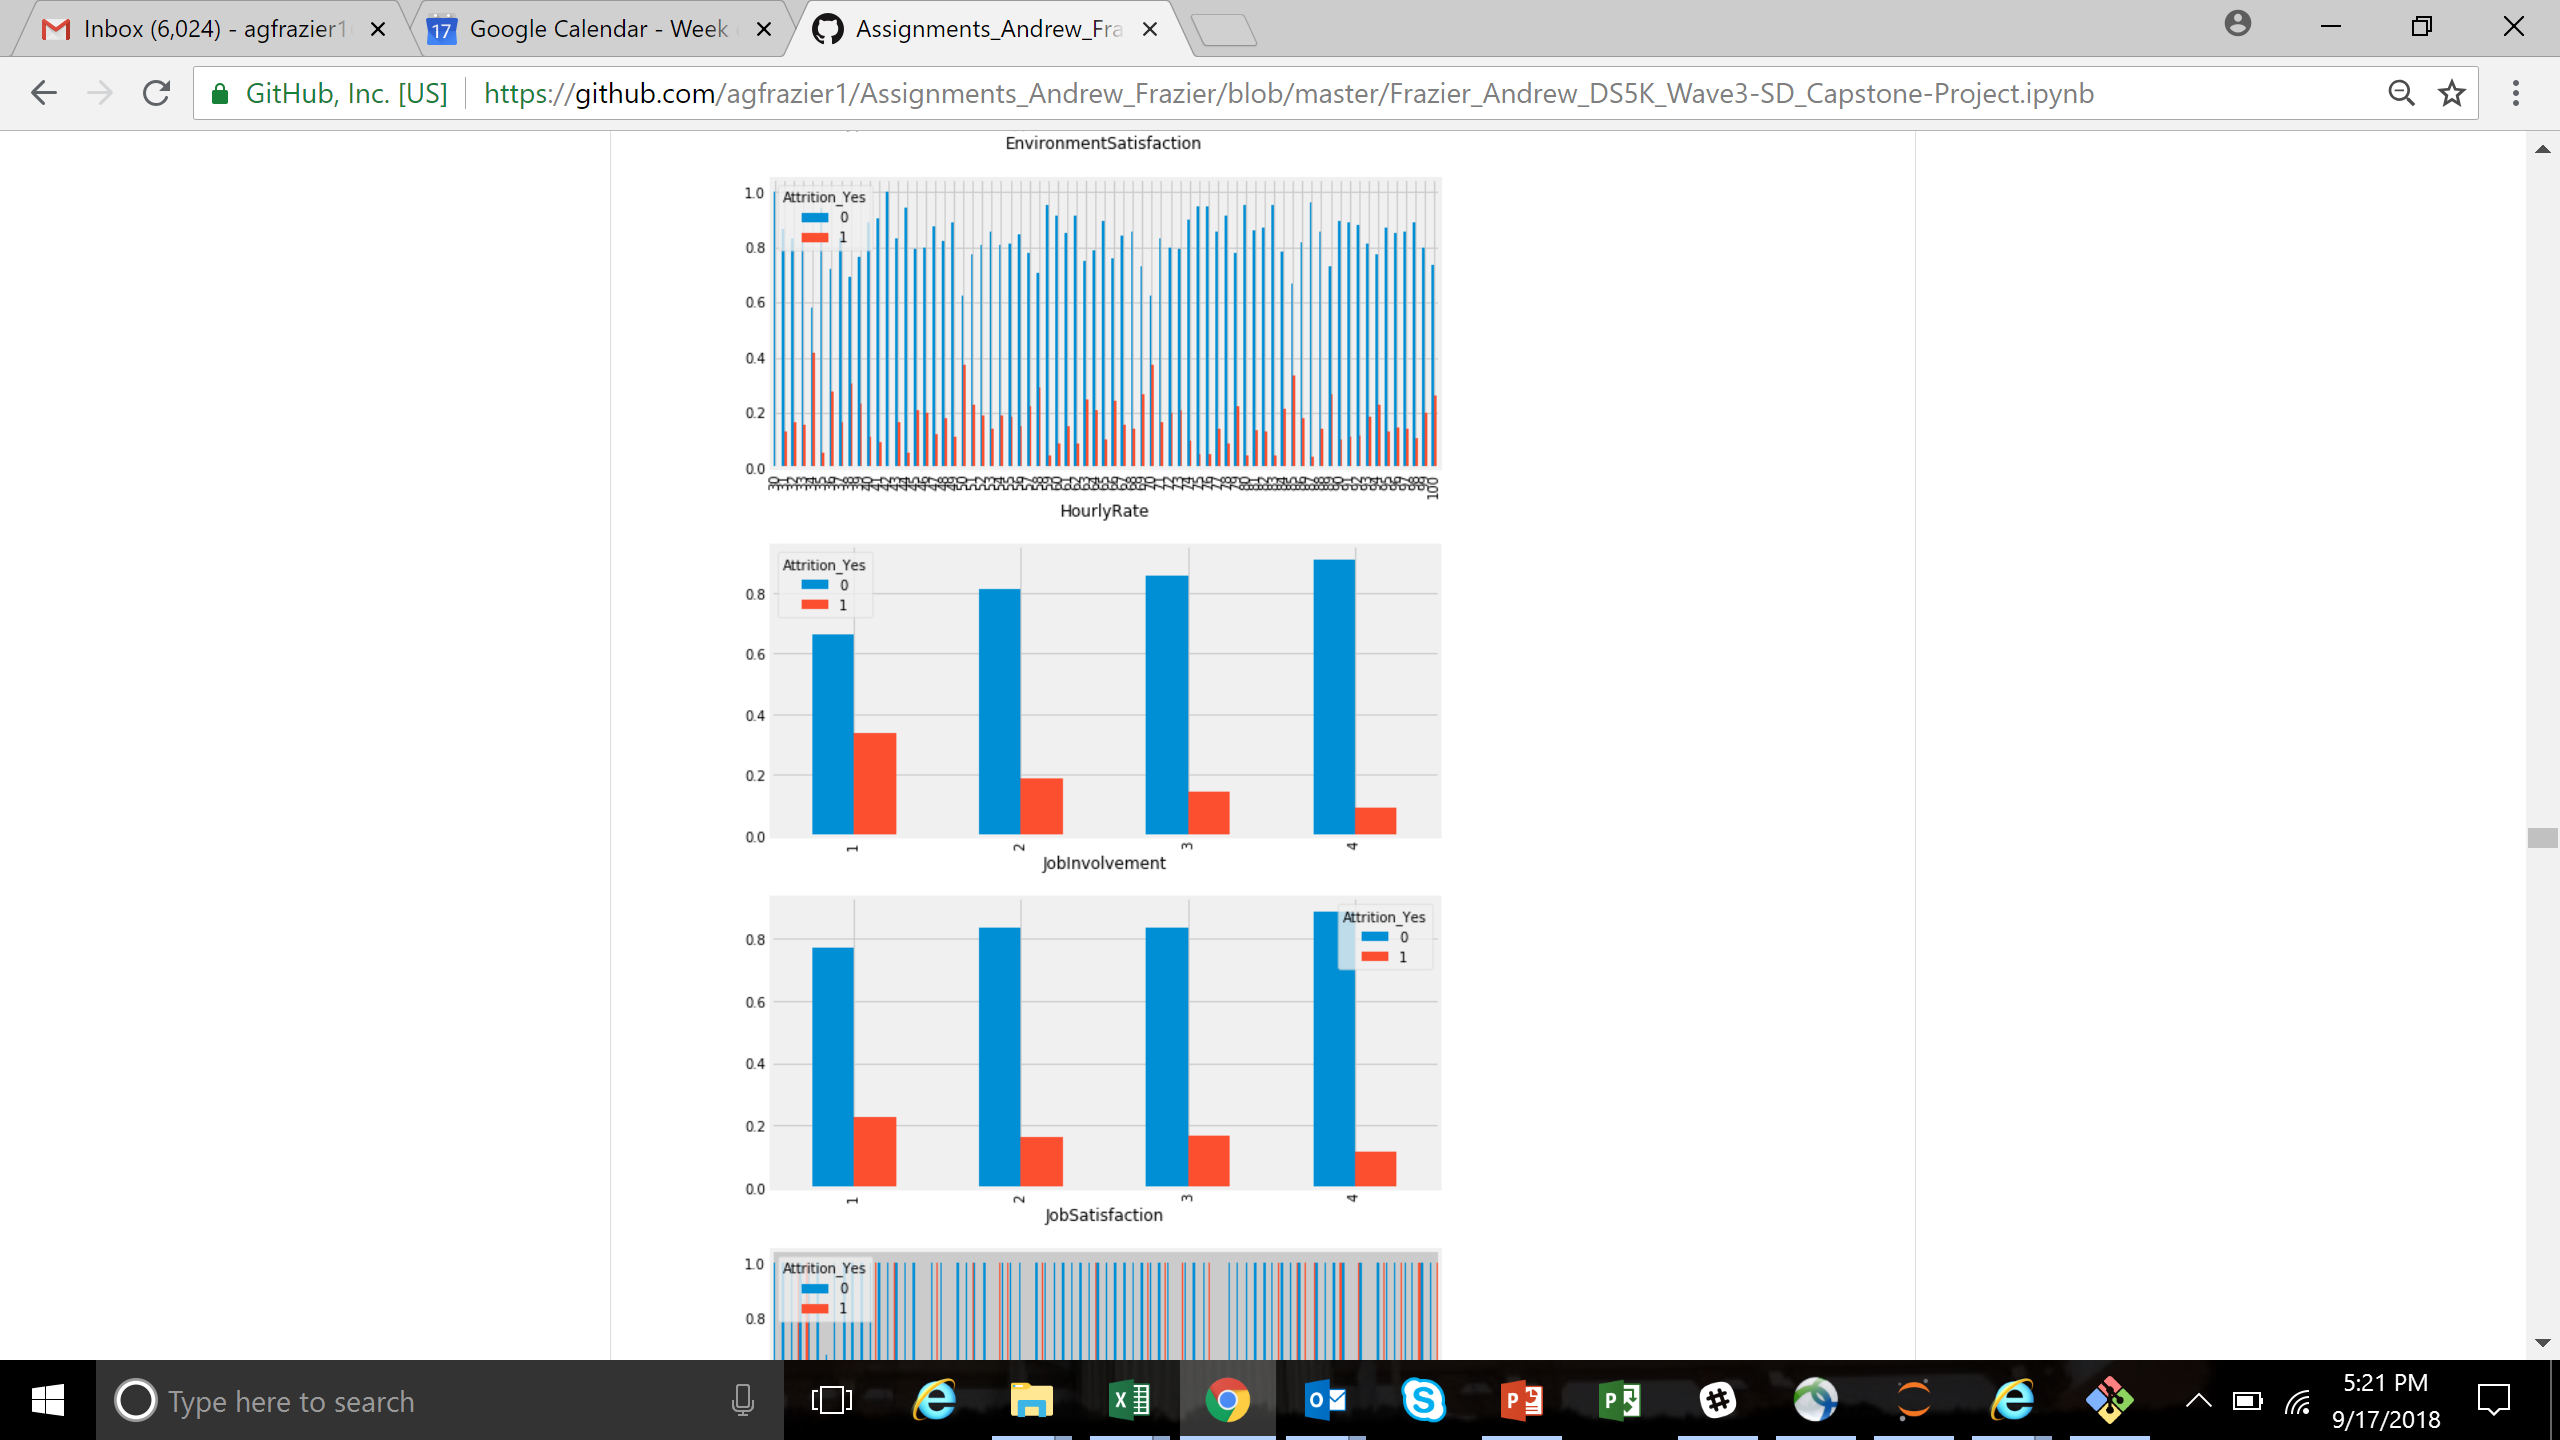 Inbox (6,024) - agfrazier1
Google Calendar - Week
Assignments_Andrew_Fra
GitHub, Inc. [US]
https://github.com/agfrazier1/Assignments_Andrew_Frazier/blob/master/Frazier_Andrew_DS5K_Wave3-SD_Capstone-Project.ipynb
EnvironmentSatisfaction
Attrition_Yes
0
1
1.0
0.8
0.6
0.4
0.2
0.0
100
HourlyRate
Attrition_Yes
0
1
0.8
0.6
0.4
0.2
0.0
1 2 3 4
JobInvolvement
Attrition_Yes
0
1
0.8
0.6
0.4
0.2
0.0
1 2 3 4
JobSatisfaction
Attrition_Yes
0
1
1.0
0.8
Type here to search
5:21 PM
9/17/2018